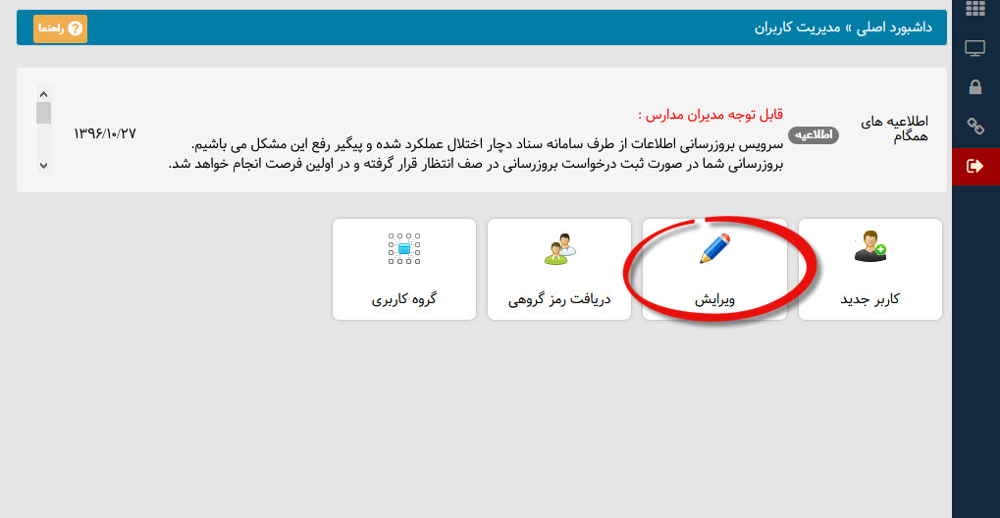 داشبورد اصلی » مدیریت کاربران
راهنما
اطلاعیه های
همگام
قابل توجه مدیران مدارس :
اطلاعیه
سرویس بروزرسانی اطلاعات از طرف سامانه سناد دچار اختلال عملکرد شده و پیگیر رفع این مشکل می باشیم.
بروزرسانی شما در صورت ثبت درخواست بروزرسانی در صف انتظار قرار گرفته و در اولین فرصت انجام خواهد شد.
۱۳۹۶/۱۰/۲۷
کاربر جدید
ویرایش
دریافت رمز گروهی
گروه کاربری